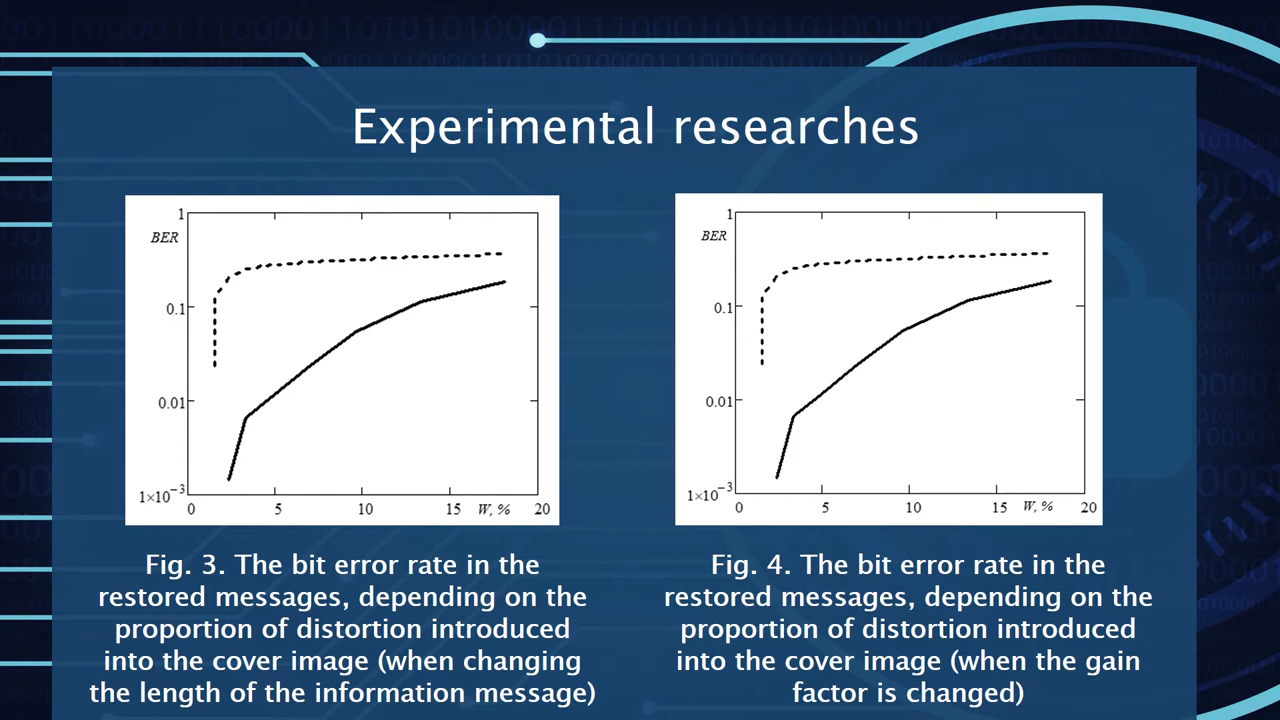 Experimental researches
1
BER
0.1
0.01
1×10⁻³
0 5 10 15 W, % 20
1
BER
0.1
0.01
1×10⁻³
0 5 10 15 W, % 20
Fig. 3. The bit error rate in the
restored messages, depending on the
proportion of distortion introduced
into the cover image (when changing
the length of the information message)
Fig. 4. The bit error rate in the
restored messages, depending on the
proportion of distortion introduced
into the cover image (when the gain
factor is changed)